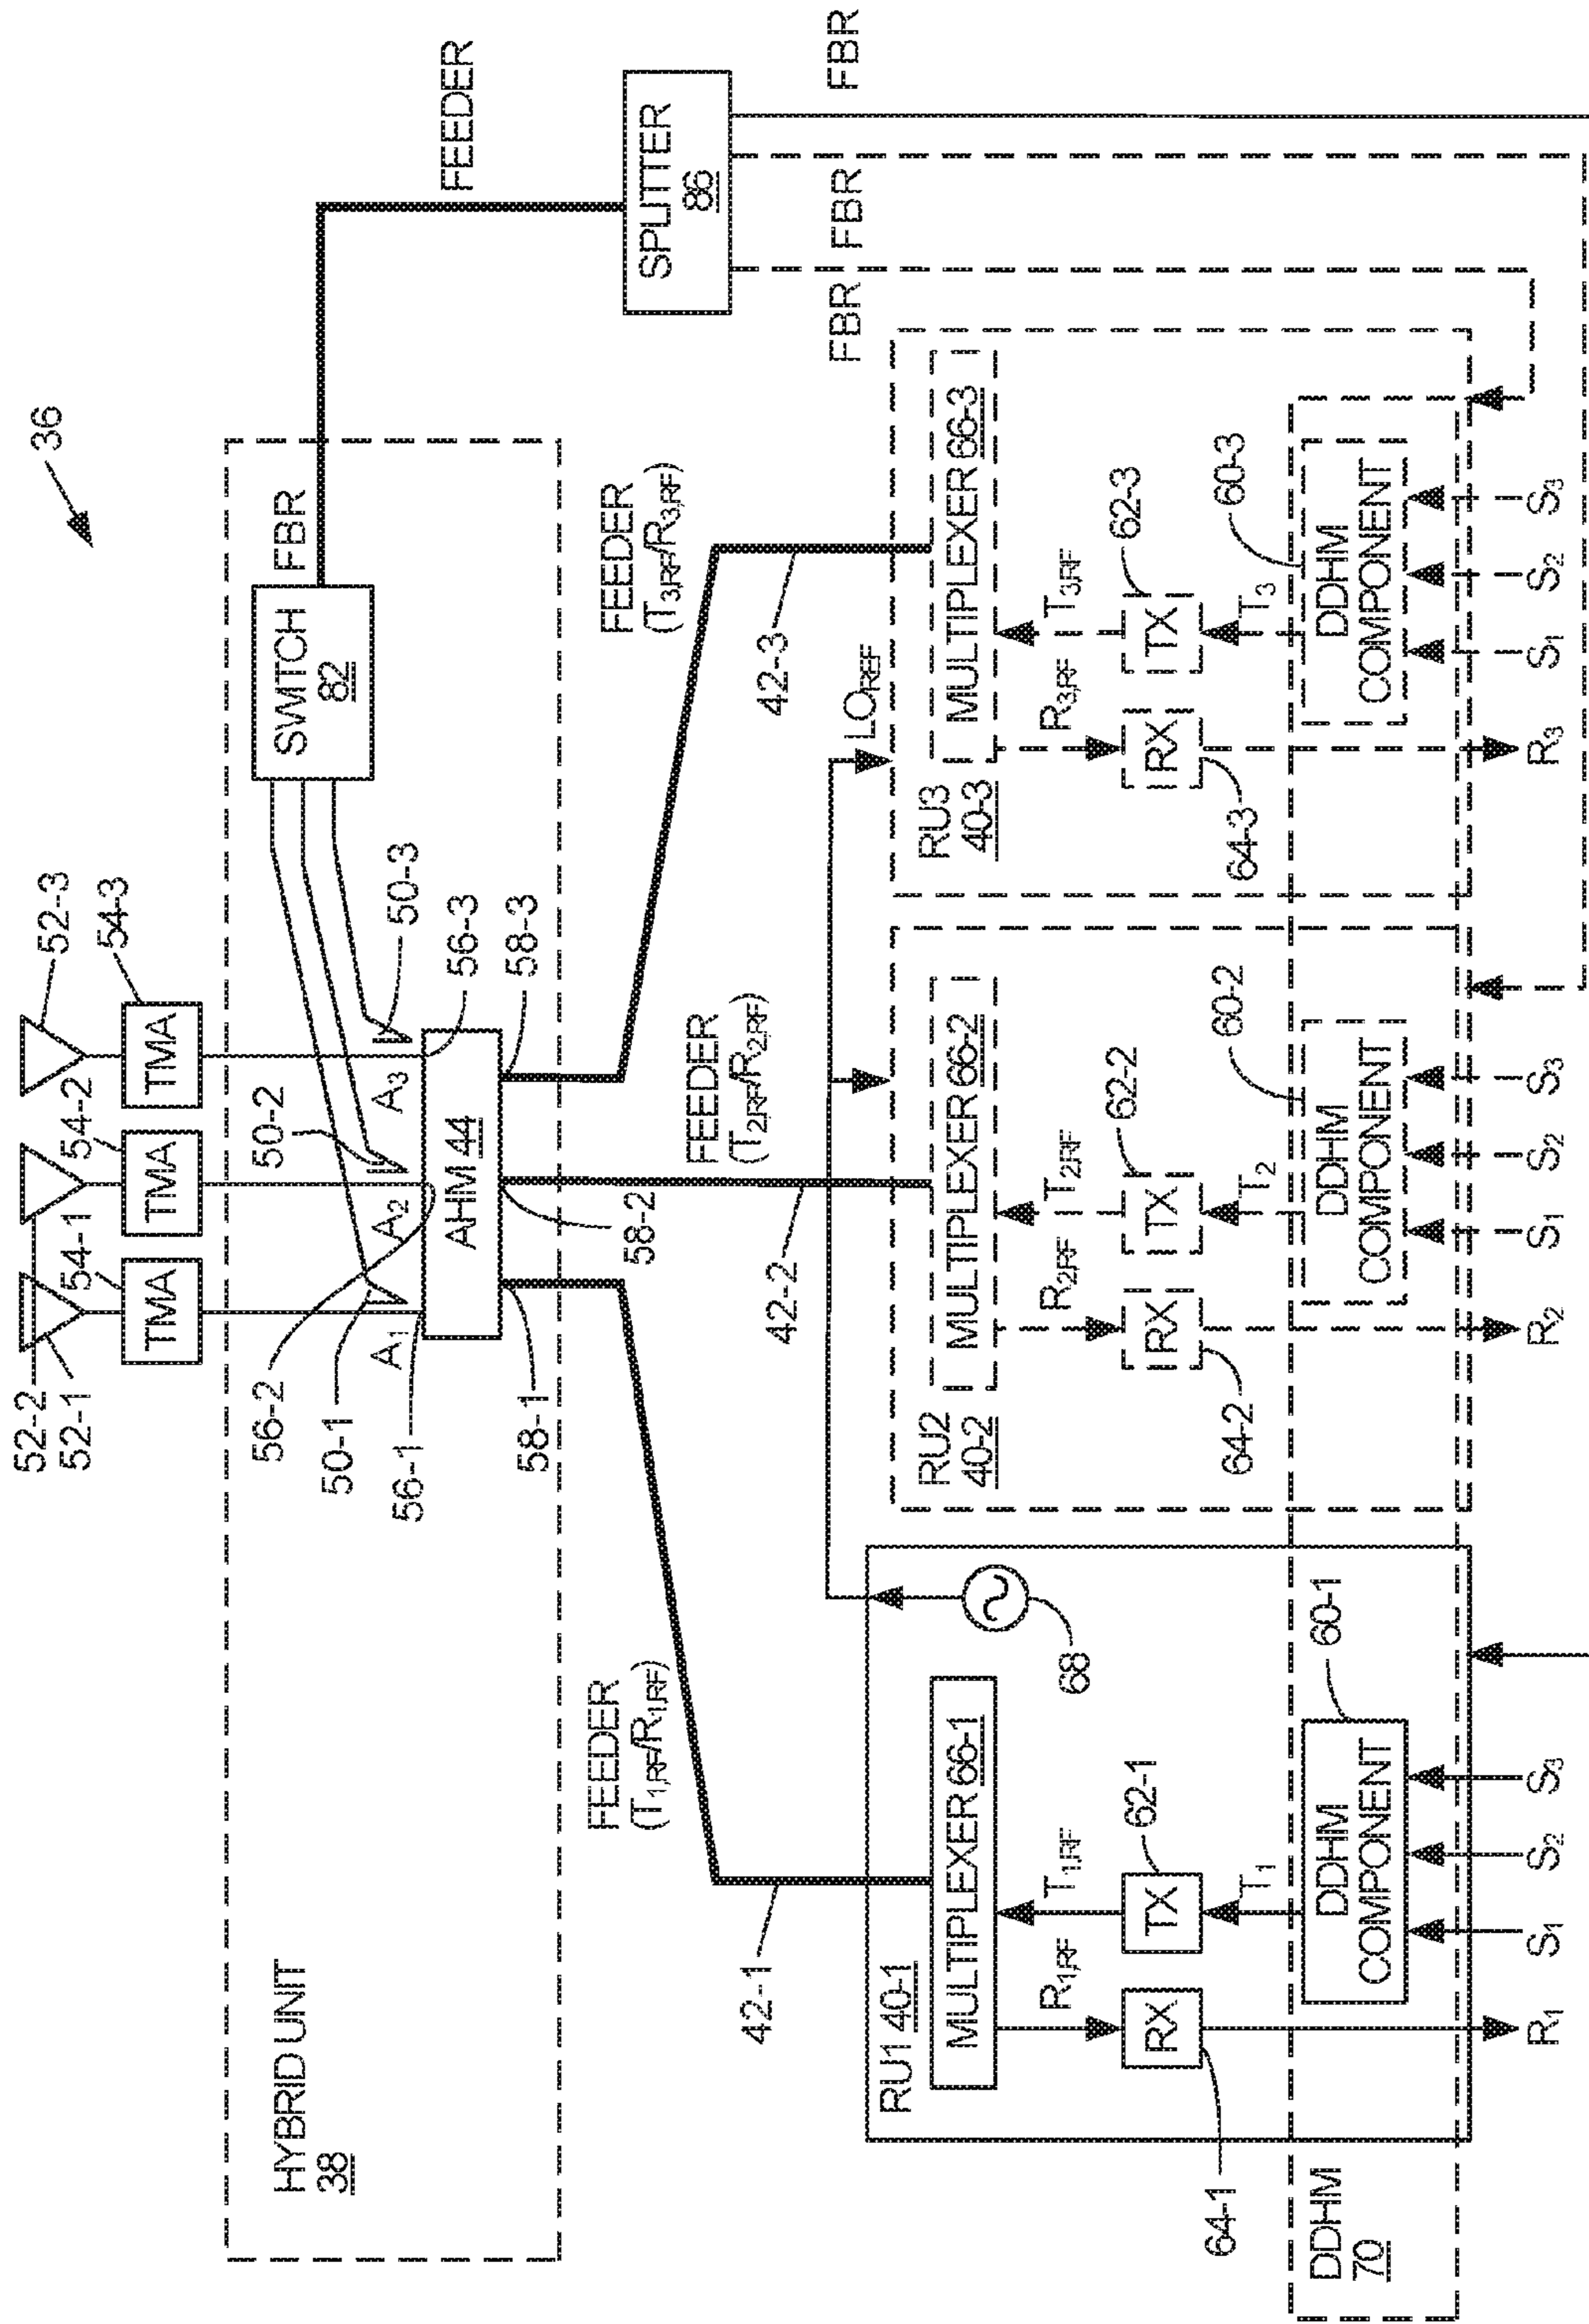 36
52-2
52-1
52-3
54-1
54-2
54-3
TMA
TMA
TMA
HYBRID UNIT
38
SWITCH
82
FBR
FEEDER
56-2
50-1
56-1
50-2
50-3
A₁
A₂
A₃
56-3
AHM 44
58-1
58-2
58-3
SPLITTER
86
FEEDER
(T₁,RF/R₁,RF)
FEEDER
(T₂,RF/R₂,RF)
FEEDER
(T₃,RF/R₃,RF)
42-1
42-2
42-3
LO_REF
FBR
FBR
FBR
RU1 40-1
MULTIPLEXER 66-1
68
R₁,RF
T₁,RF
RX
TX
62-1
64-1
T₁
60-1
DDHM
COMPONENT
R₁
S₁
S₂
S₃
RU2
40-2
MULTIPLEXER 66-2
R₂,RF
T₂,RF
RX
TX
62-2
64-2
T₂
60-2
DDHM
COMPONENT
R₂
S₁
S₂
S₃
RU3
40-3
MULTIPLEXER 66-3
R₃,RF
T₃,RF
RX
TX
62-3
64-3
T₃
60-3
DDHM
COMPONENT
R₃
S₁
S₂
S₃
DDHM
70